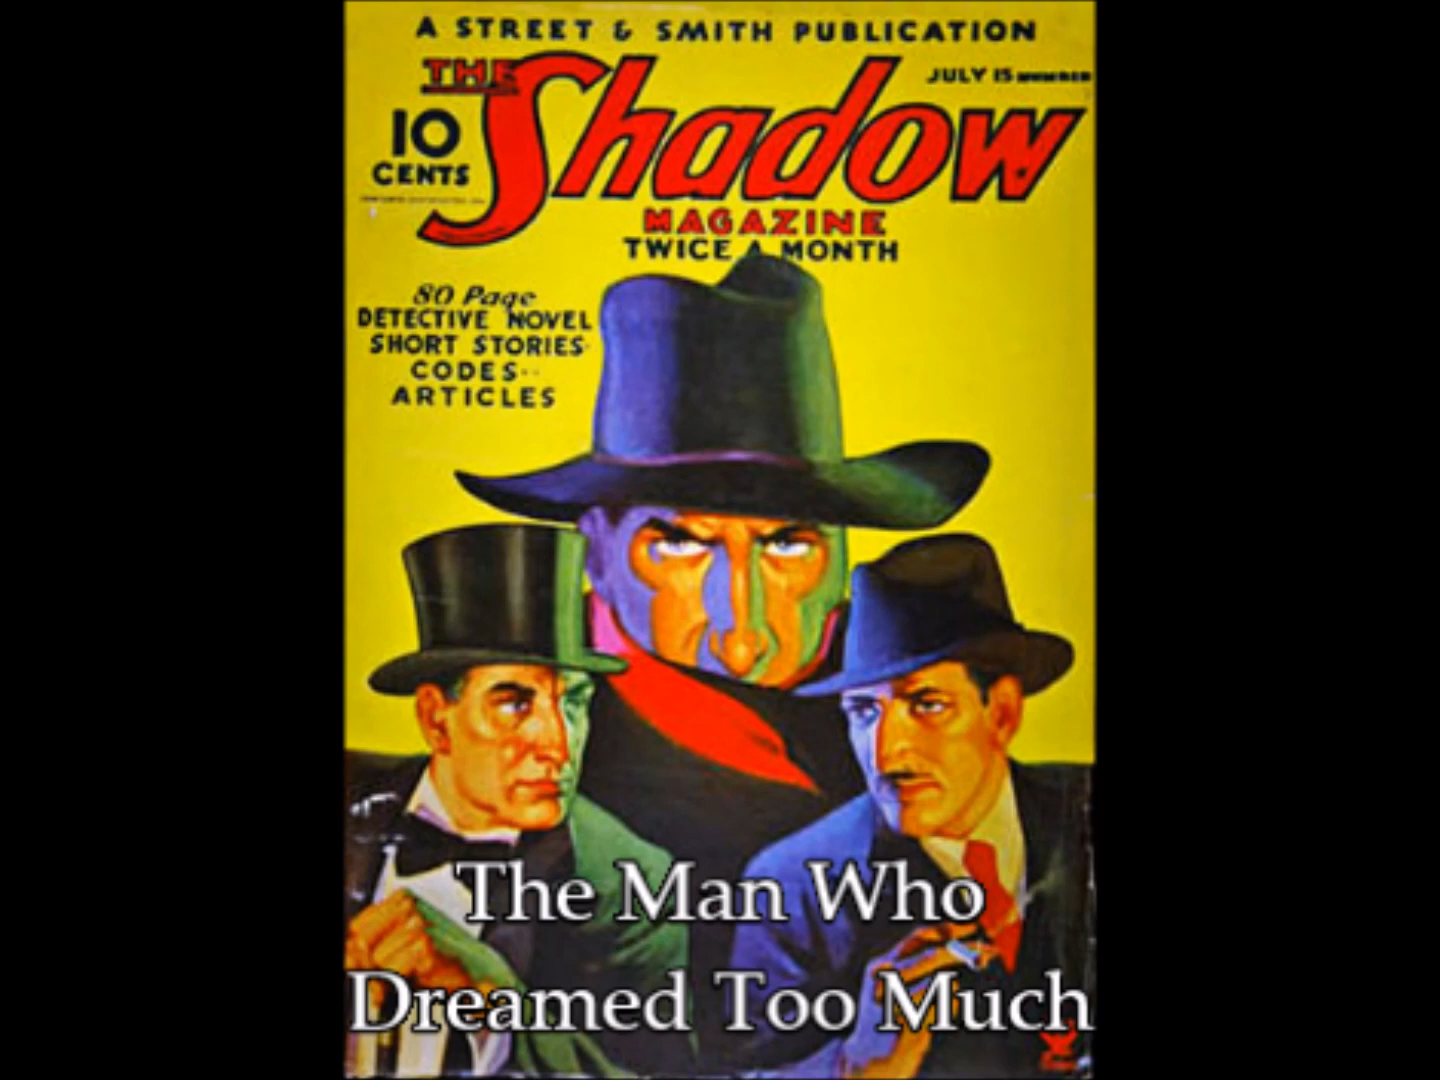 A STREET & SMITH PUBLICATION
THE Shadow
JULY 15
10
CENTS
MAGAZINE
TWICE A MONTH
80 Page
DETECTIVE NOVEL
SHORT STORIES
CODES
ARTICLES
The Man Who
Dreamed Too Much